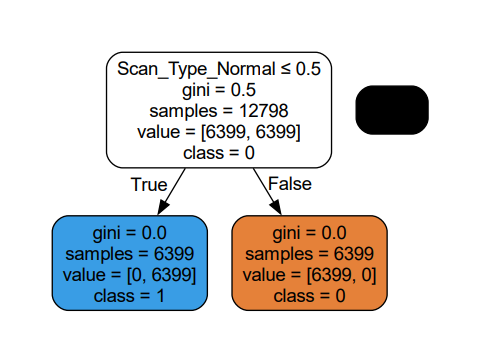 Scan_Type_Normal ≤ 0.5
gini = 0.5
samples = 12798
value = [6399, 6399]
class = 0
True
False
gini = 0.0
samples = 6399
value = [0, 6399]
class = 1
gini = 0.0
samples = 6399
value = [6399, 0]
class = 0